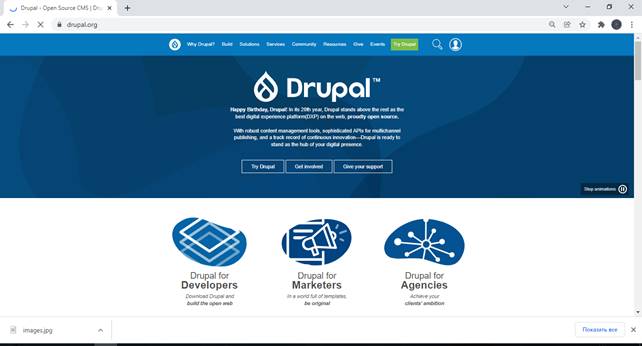 Drupal - Open Source CMS | Dru
drupal.org
Why Drupal? Build Solutions Services Community Resources Give Events Try Drupal
Drupal™
Happy Birthday, Drupal! In its 20th year, Drupal stands above the rest as the
best digital experience platform(DXP) on the web, proudly open source.
With robust content management tools, sophisticated APIs for multichannel
publishing, and a track record of continuous innovation—Drupal is ready to
stand as the hub of your digital presence.
Try Drupal Get involved Give your support
Stop animations
Drupal for Developers
Download Drupal and
build the open web
Drupal for Marketers
In a world full of templates,
be original
Drupal for Agencies
Achieve your
clients' ambition
images.jpg
Показать все